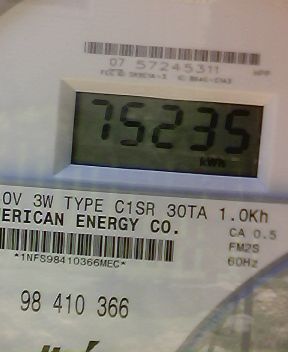 07 57245311
75235
kWh
0V 3W TYPE C1SR 30TA 1.0Kh
ERICAN ENERGY CO.
CA 0.5
FM2S
60Hz
*1NFS98410366MEC*
98 410 366